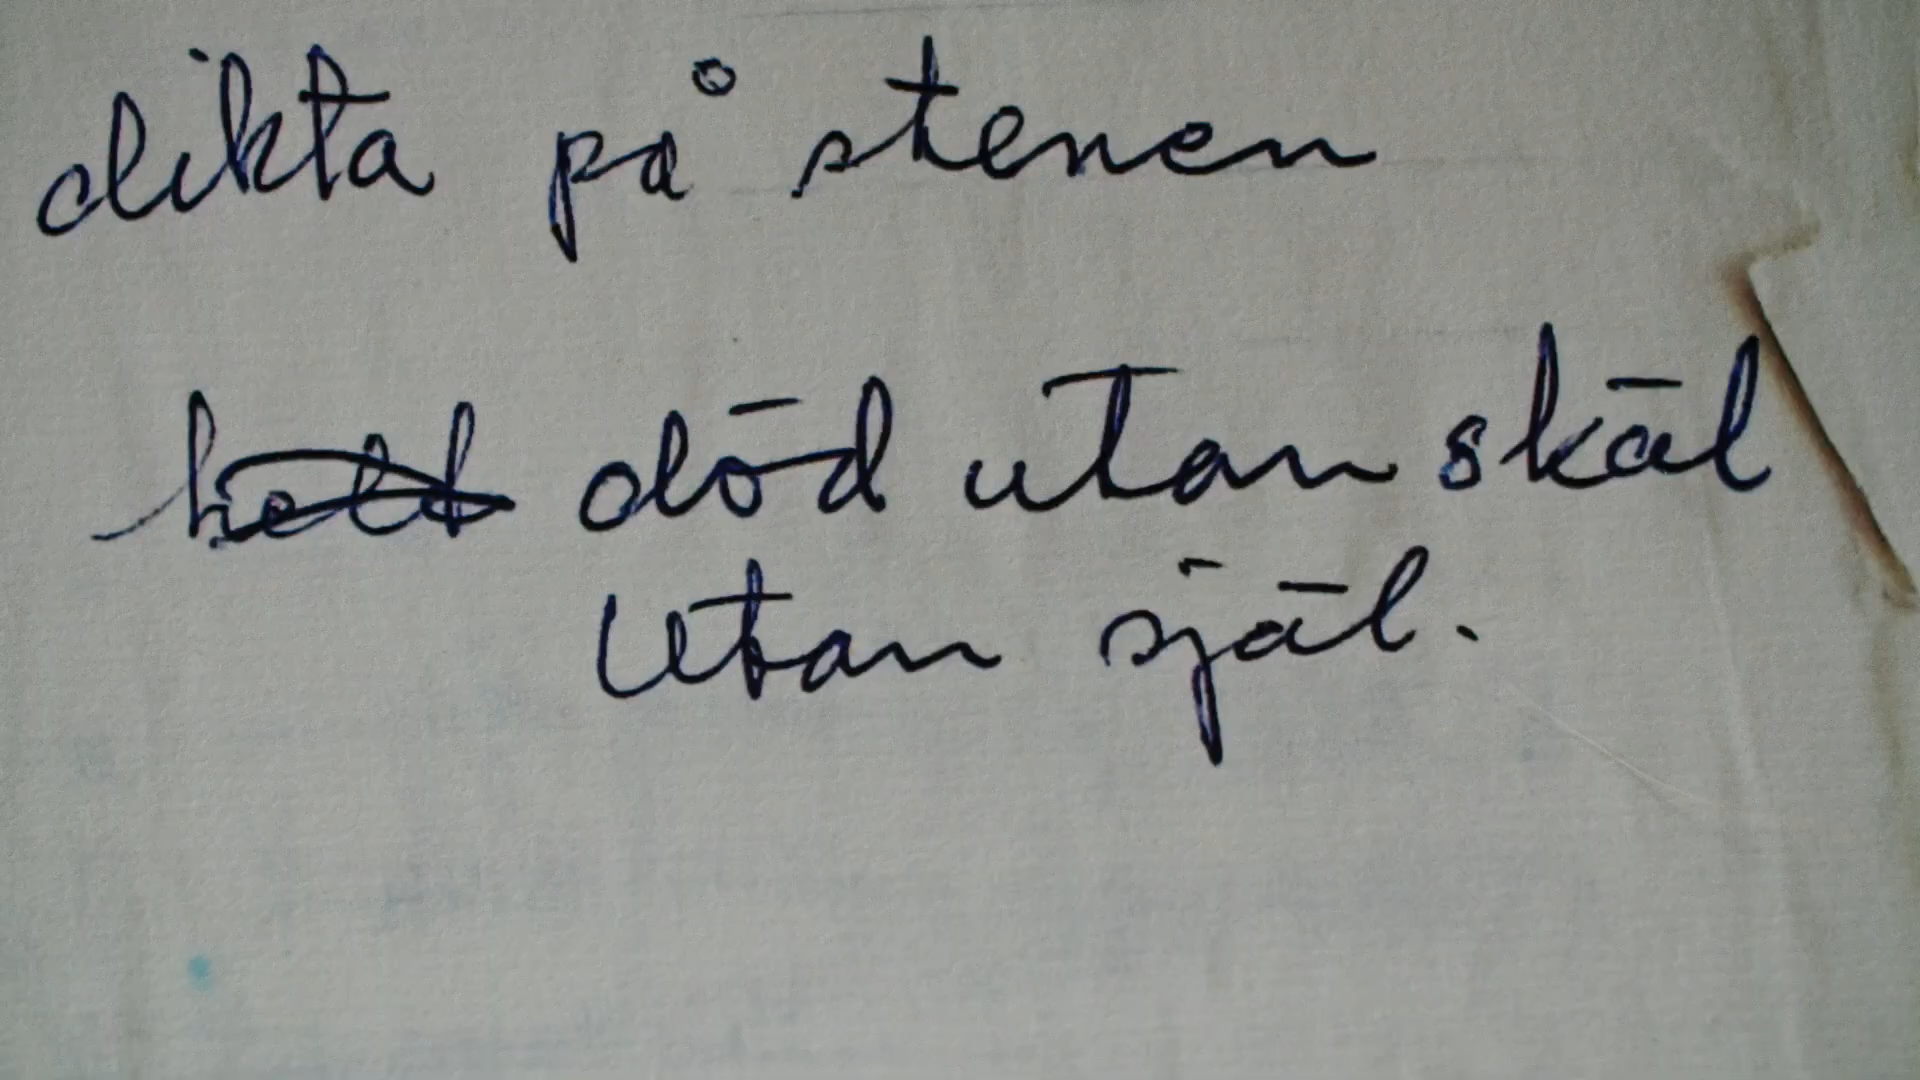 dikta på stenen
död utan skäl
utan själ.